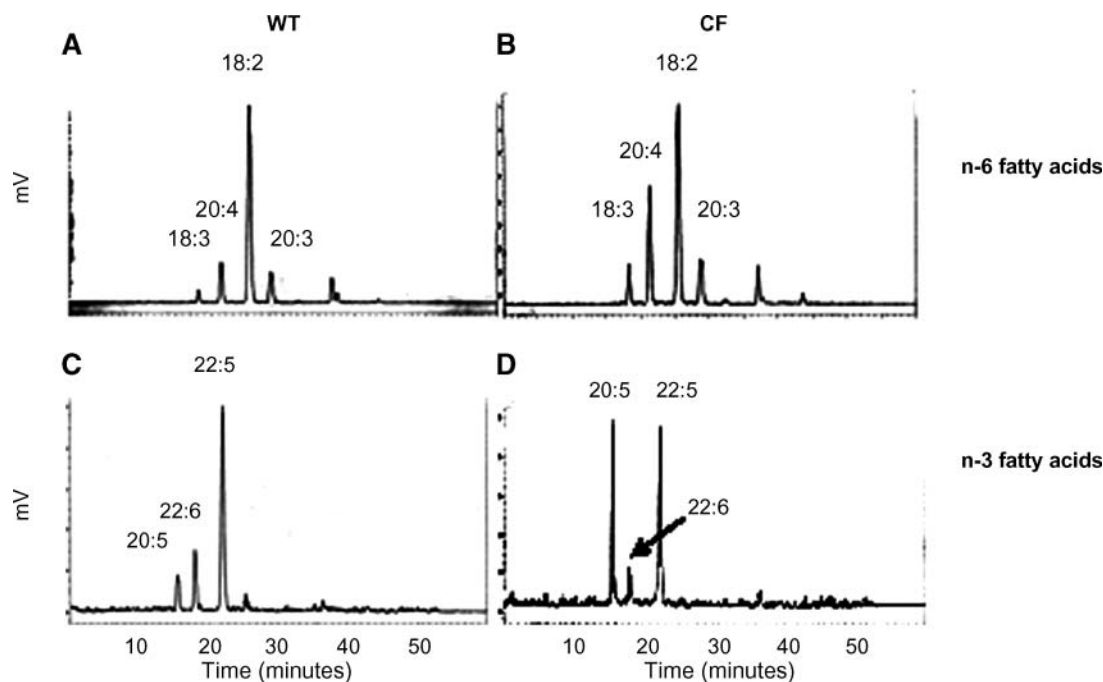 WT
CF
A
B
18:2
18:2
20:4
20:4
18:3
20:3
18:3
20:3
mV
n-6 fatty acids
C
D
22:5
20:5
22:5
22:6
20:5
22:6
mV
n-3 fatty acids
10 20 30 40 50
10 20 30 40 50
Time (minutes)
Time (minutes)